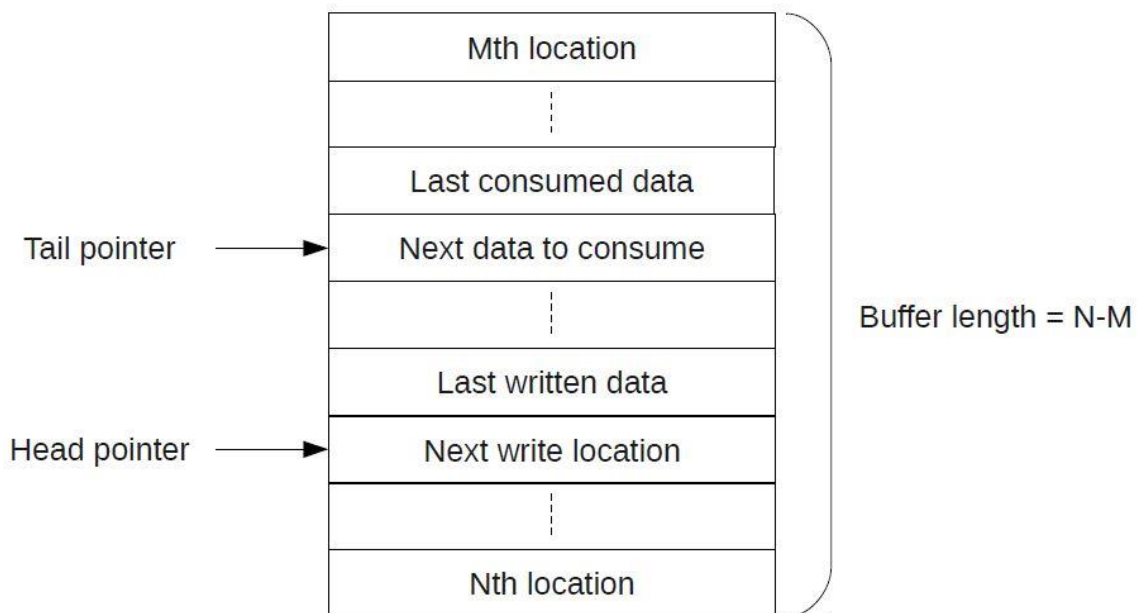 Mth location
Last consumed data
Tail pointer
Next data to consume
Buffer length = N-M
Last written data
Head pointer
Next write location
Nth location